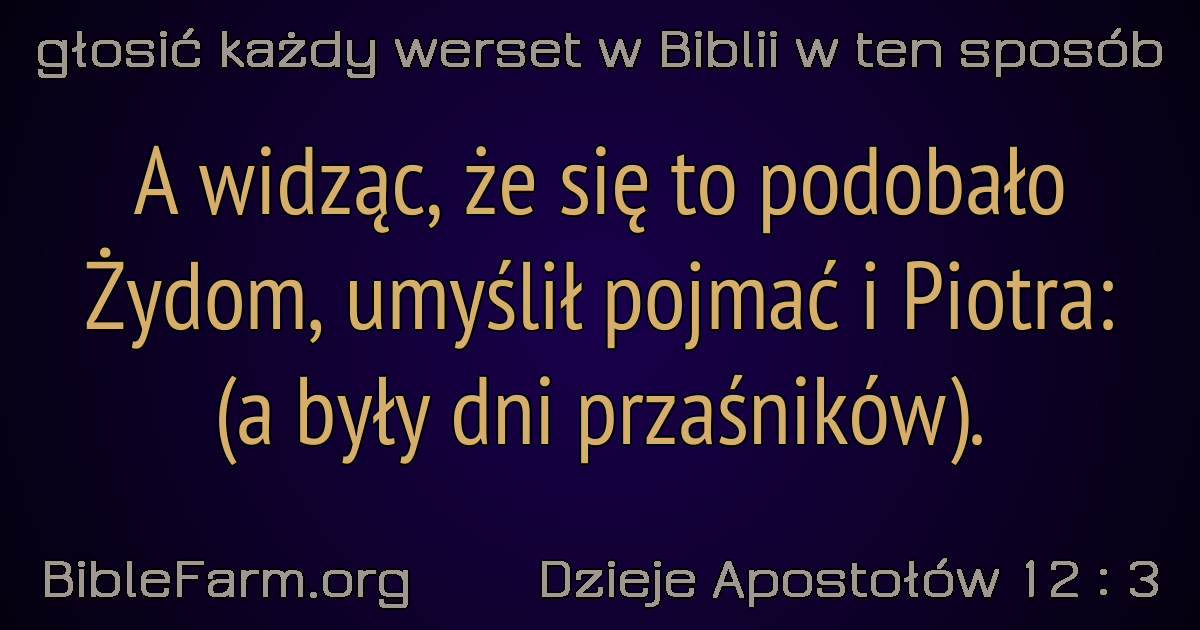 głosić każdy werset w Biblii w ten sposób
A widząc, że się to podobało
Żydom, umyślił pojmać i Piotra:
(a były dni przaśników).
BibleFarm.org
Dzieje Apostołów 12 : 3